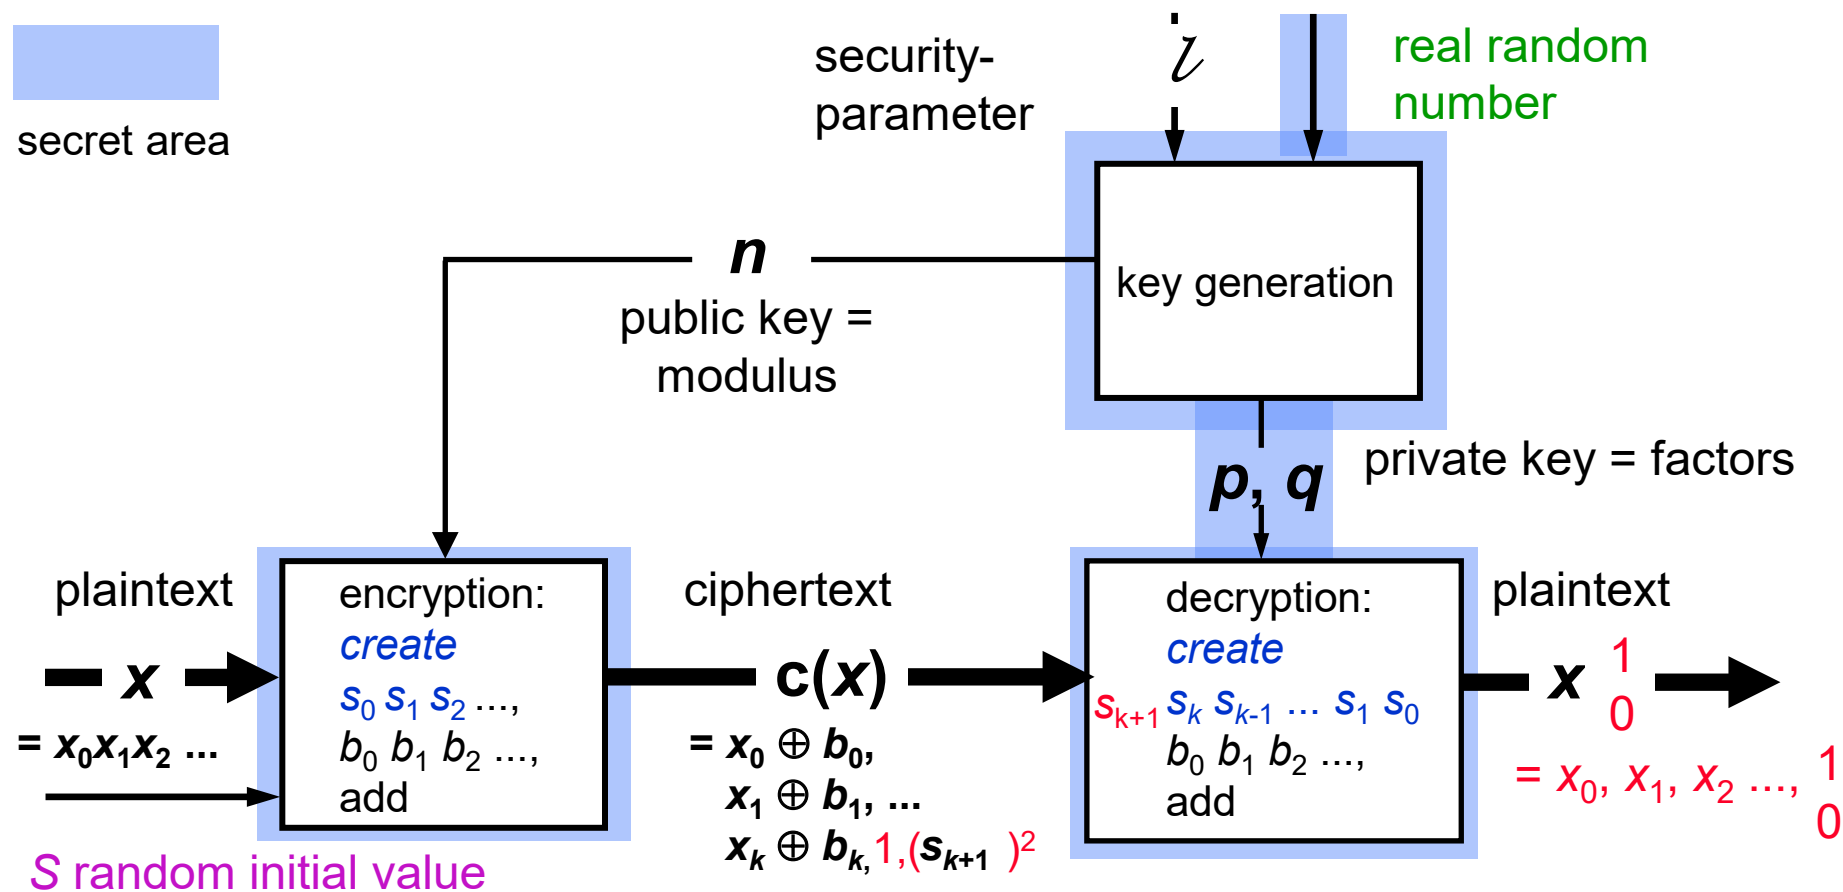 secret area
security-
parameter
i
real random
number
key generation
n
public key =
modulus
p, q
private key = factors
plaintext
x
= x₀x₁x₂ ...
S random initial value
encryption:
create
s₀ s₁ s₂ ...,
b₀ b₁ b₂ ...,
add
ciphertext
c(x)
= x₀ ⊕ b₀,
x₁ ⊕ b₁, ...
xₖ ⊕ bₖ, 1,(sₖ₊₁ )²
decryption:
create
sₖ₊₁ sₖ sₖ₋₁ ... s₁ s₀
b₀ b₁ b₂ ...,
add
plaintext
x 1
0
= x₀, x₁, x₂ ..., 1
0